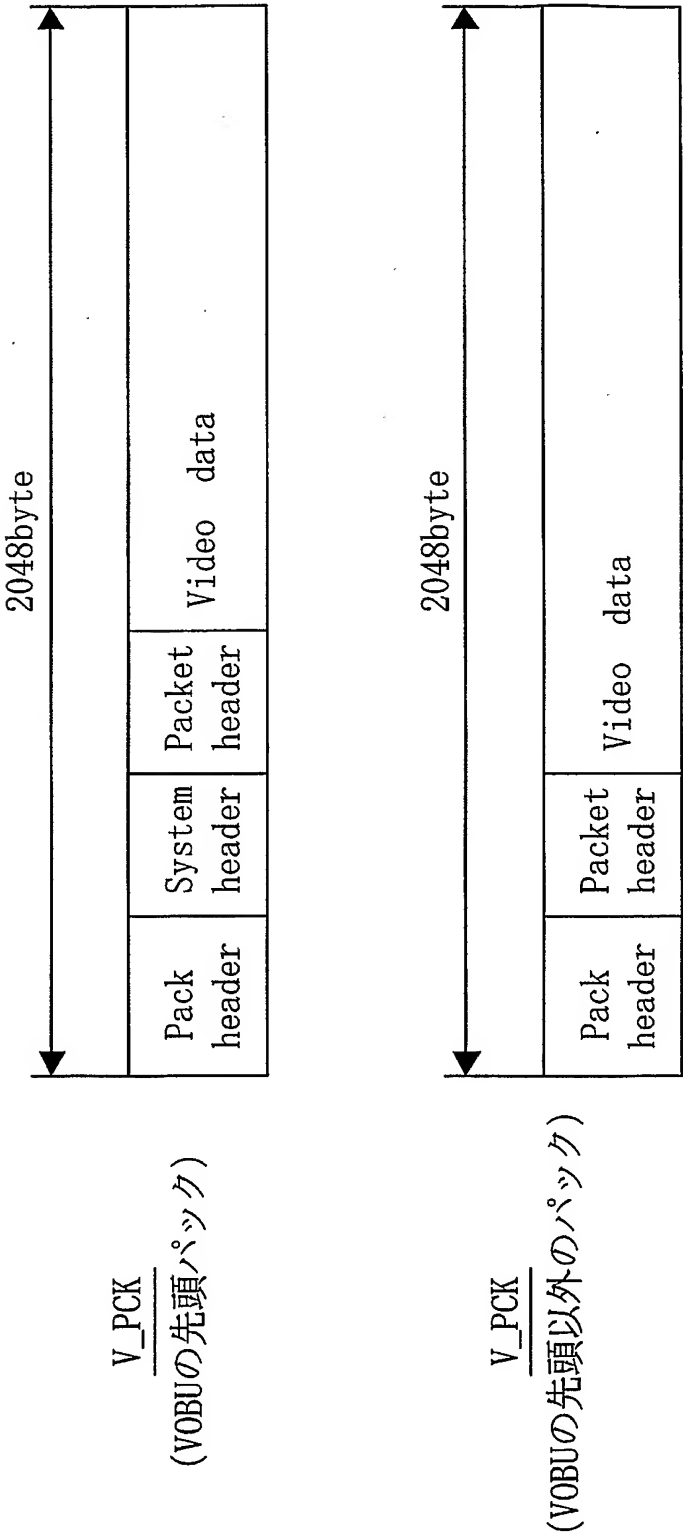 2048byte
V_PCK
(VOBUの先頭パック)
Pack
header
System
header
Packet
header
Video data
2048byte
V_PCK
(VOBUの先頭以外のパック)
Pack
header
Packet
header
Video data